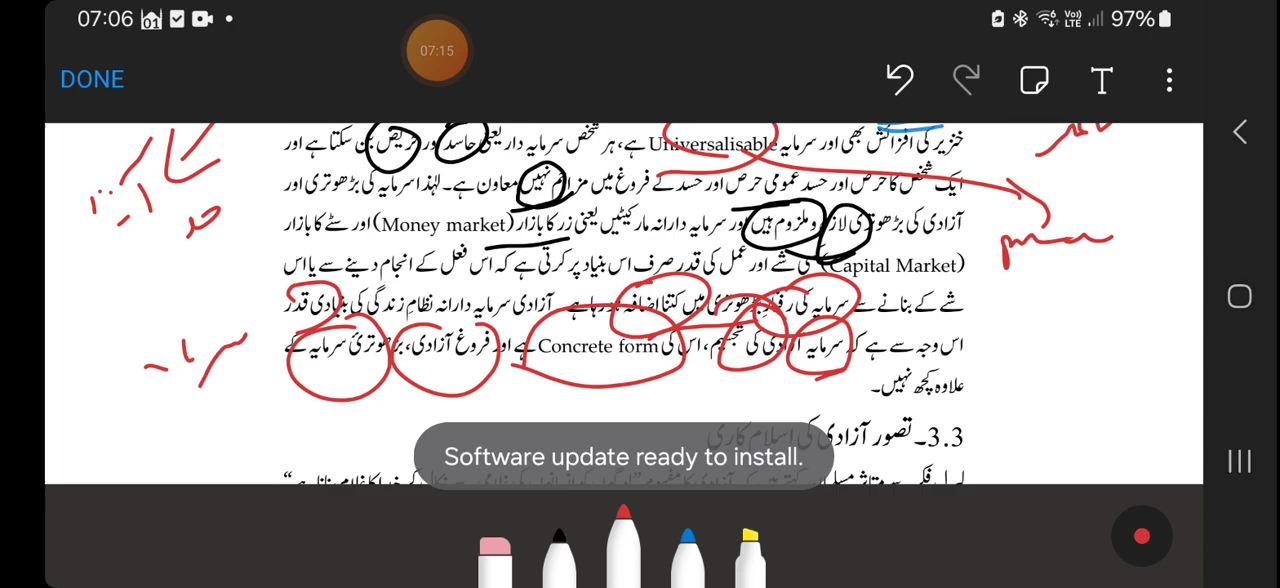 07:06
01
07:15
Vo)) LTE
97%
DONE
خنزیر کی افزائش بھی اور سرمایہ Universalisable ہے، ہر شخص سرمایہ دار یعنی حاسد اور حریص بن سکتا ہے اور
ایک شخص کا حرص اور حسد عمومی حرص اور حسد کے فروغ میں مزاحم نہیں معاون ہے۔ لہٰذا سرمایہ کی بڑھوتری اور
آزادی کی بڑھوتری لازم و ملزوم ہیں اور سرمایہ دارانہ مارکیٹیں یعنی زر کا بازار (Money market) اور سٹے کا بازار
(Capital Market) کسی شے اور عمل کی قدر صرف اس بنیاد پر کرتی ہے کہ اس فعل کے انجام دینے سے یا اس
شے کے بنانے سے سرمایہ کی رفتار بڑھوتری میں کتنا اضافہ ہو رہا ہے۔ آزادی سرمایہ دارانہ نظامِ زندگی کی بنیادی قدر
اس وجہ سے ہے کہ سرمایہ آزادی کی تجسیم، اس کی Concrete form ہے اور فروغ آزادی، بڑھوتریٔ سرمایہ کے
علاوہ کچھ نہیں۔
3.3۔ تصور آزادی کی اسلام کاری
Software update ready to install.